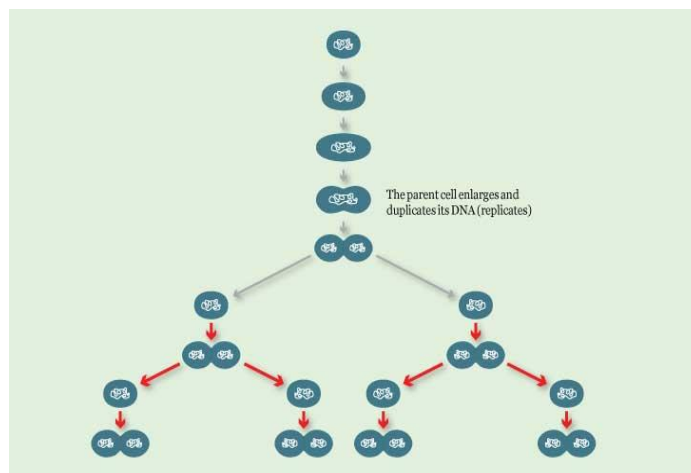 The parent cell enlarges and
duplicates its DNA (replicates)